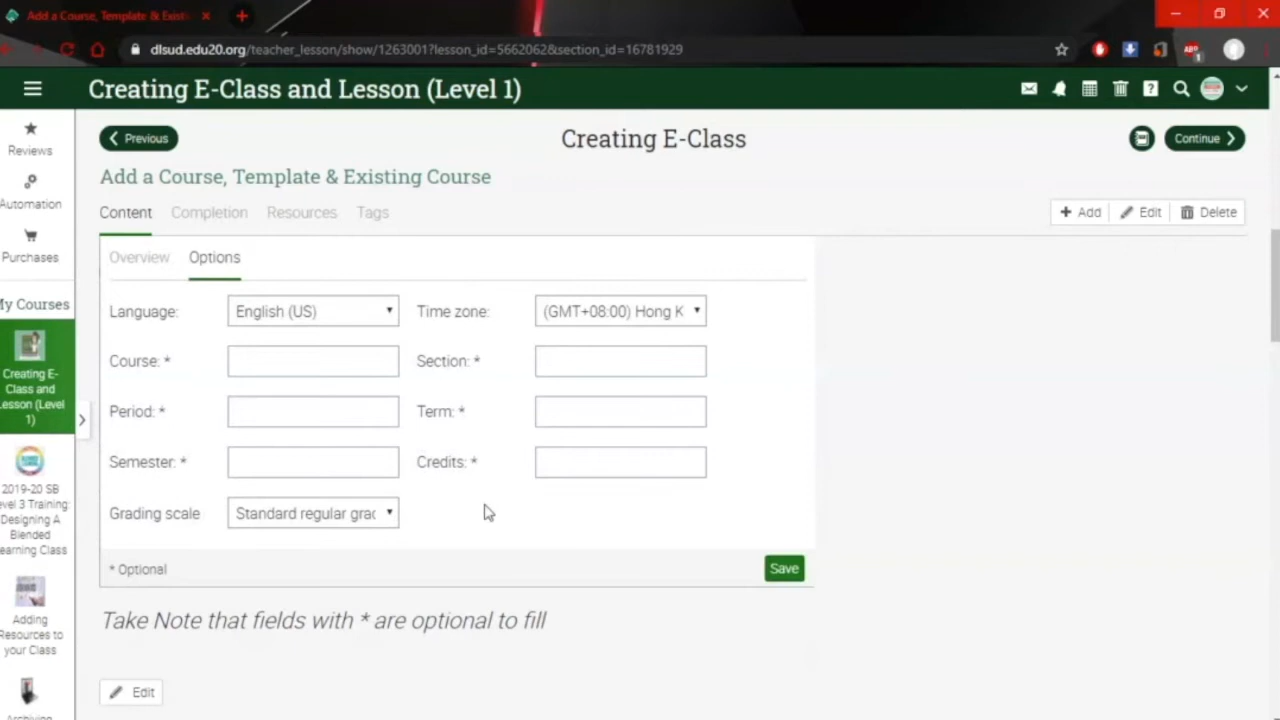 Add a Course, Template & Existi
dlsud.edu20.org/teacher_lesson/show/1263001?lesson_id=5662062&section_id=16781929
ABP
1
Creating E-Class and Lesson (Level 1)
Reviews
Automation
Purchases
My Courses
Creating E-
Class and
Lesson (Level
1)
2019-20 SB
Level 3 Training:
Designing A
Blended
Learning Class
Adding
Resources to
your Class
Archiving
Previous
Creating E-Class
Continue
Add a Course, Template & Existing Course
Content Completion Resources Tags
Add Edit Delete
Overview Options
Language: English (US) Time zone: (GMT+08:00) Hong K
Course: * Section: *
Period: * Term: *
Semester: * Credits: *
Grading scale Standard regular grad
* Optional Save
Take Note that fields with * are optional to fill
Edit